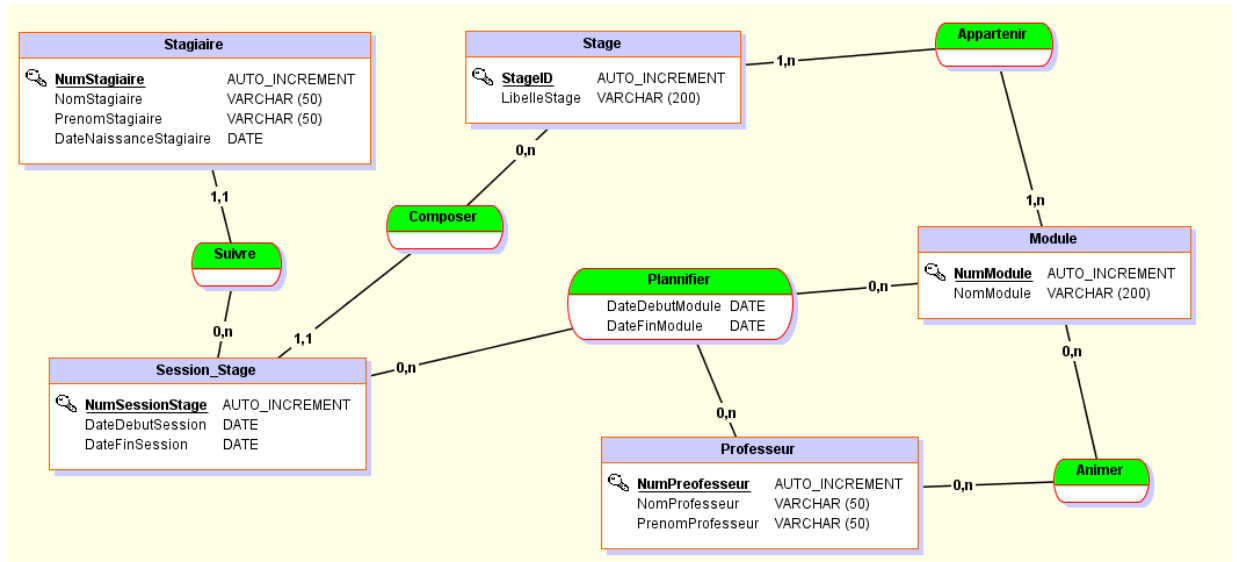 Stagiaire
NumStagiaire AUTO_INCREMENT
NomStagiaire VARCHAR (50)
PrenomStagiaire VARCHAR (50)
DateNaissanceStagiaire DATE
Stage
StageID AUTO_INCREMENT
LibelleStage VARCHAR (200)
Appartenir
1,n
0,n
1,1
Composer
1,n
Suivre
Module
NumModule AUTO_INCREMENT
NomModule VARCHAR (200)
Plannifier
DateDebutModule DATE
DateFinModule DATE
0,n
0,n
1,1
0,n
0,n
Session_Stage
NumSessionStage AUTO_INCREMENT
DateDebutSession DATE
DateFinSession DATE
0,n
Professeur
NumPreofesseur AUTO_INCREMENT
NomProfesseur VARCHAR (50)
PrenomProfesseur VARCHAR (50)
0,n
Animer